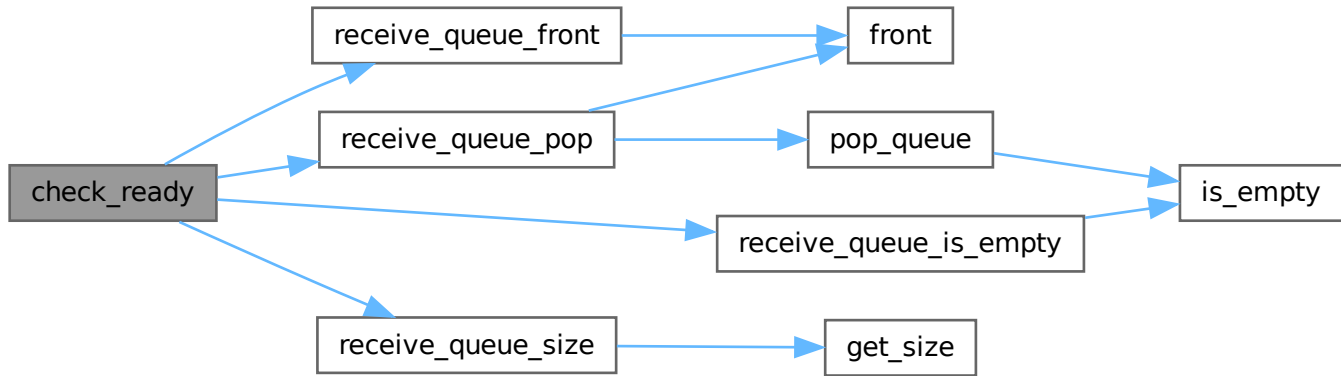 receive_queue_front
front
receive_queue_pop
pop_queue
check_ready
is_empty
receive_queue_is_empty
receive_queue_size
get_size